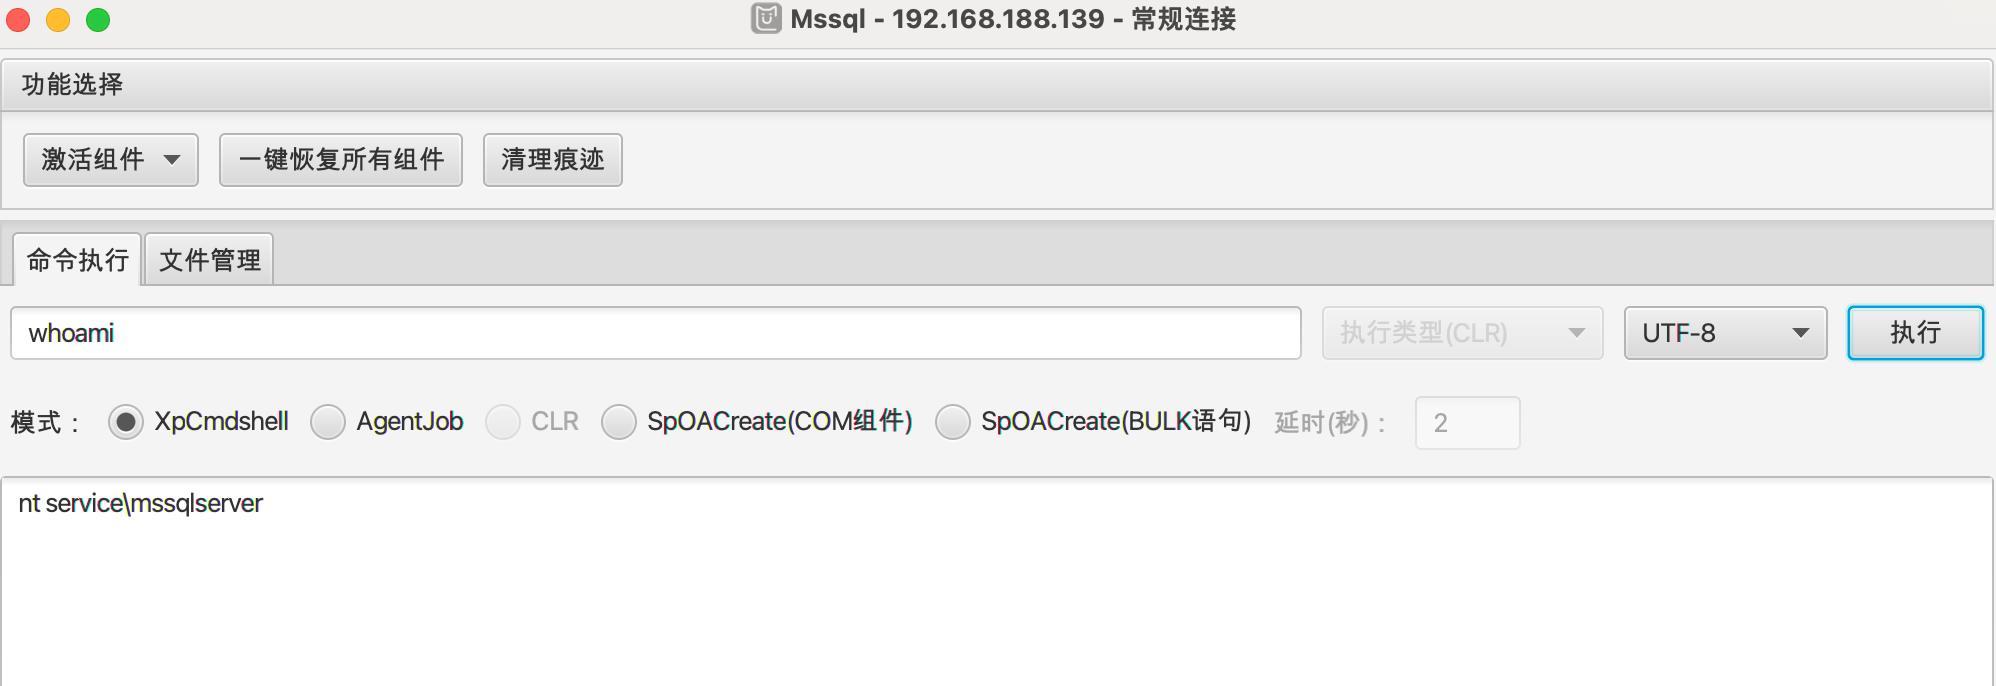 Mssql - 192.168.188.139 - 常规连接
功能选择
激活组件 一键恢复所有组件 清理痕迹
命令执行 文件管理
whoami 执行类型(CLR) UTF-8 执行
模式： XpCmdshell AgentJob CLR SpOACreate(COM组件) SpOACreate(BULK语句) 延时(秒)： 2
nt service\mssqlserver